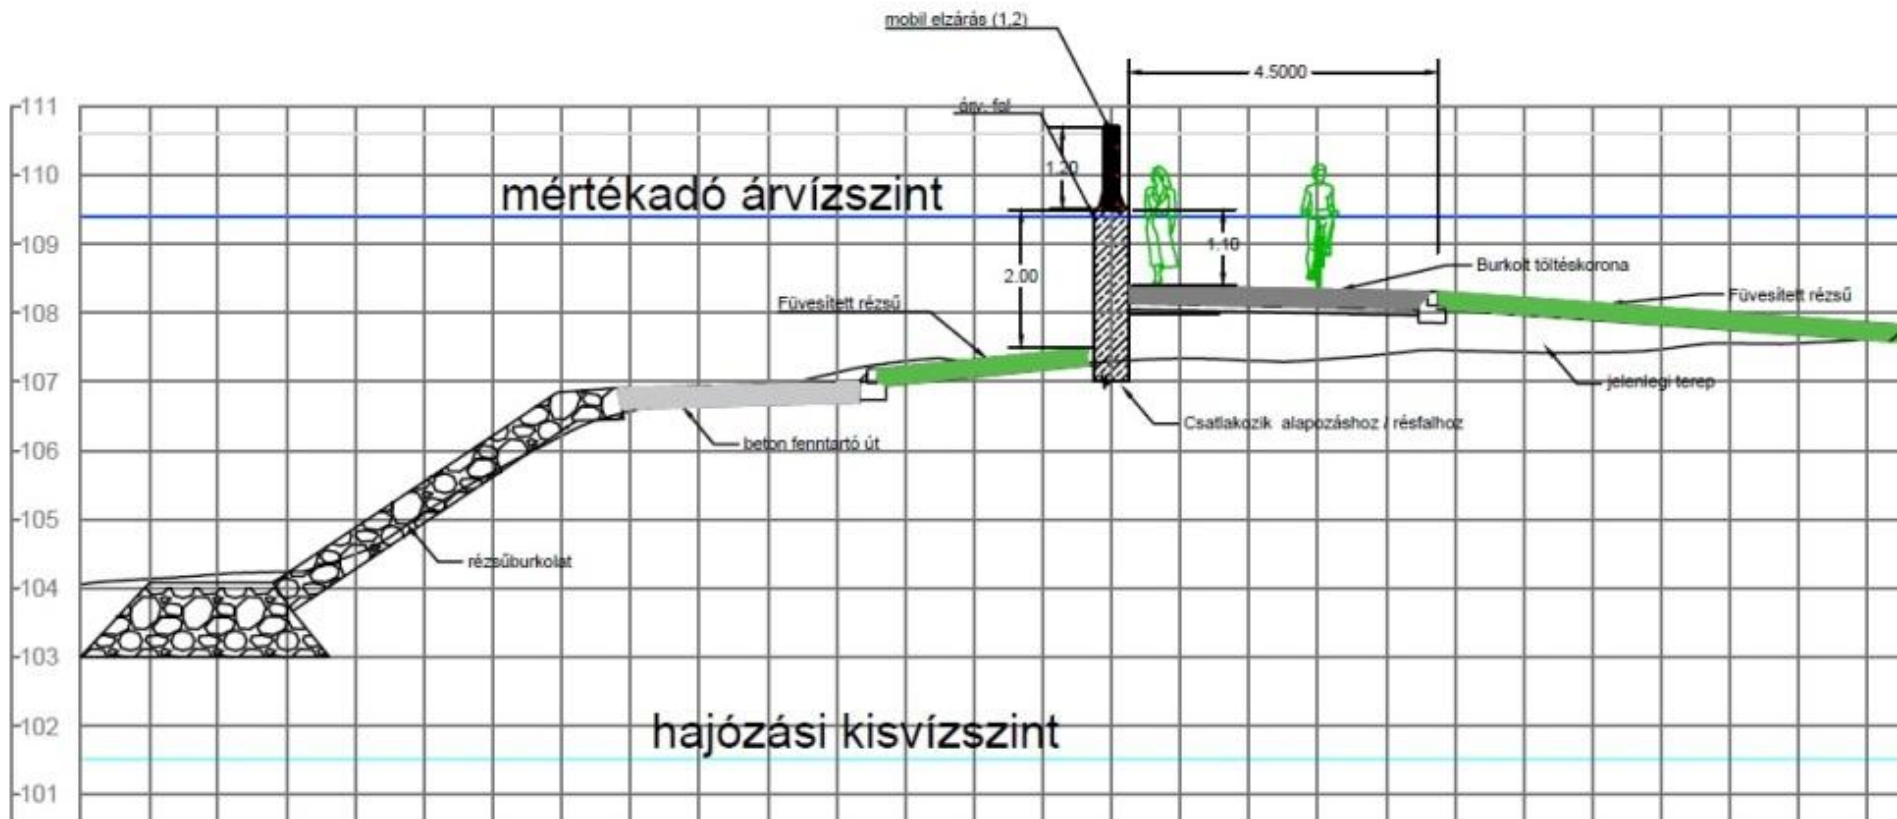 mobil elzárás (1,2)
4.5000
111
árv. fal
1.20
110
mértékadó árvízszint
109
1.10
2.00
Burkolt töltéskorona
Füvesített rézsű
Füvesített rézsű
108
107
jelenlegi terep
Csatlakozik alapozáshoz / résfalhoz
beton fenntartó út
106
105
rézsűburkolat
104
103
102
hajózási kisvízszint
101